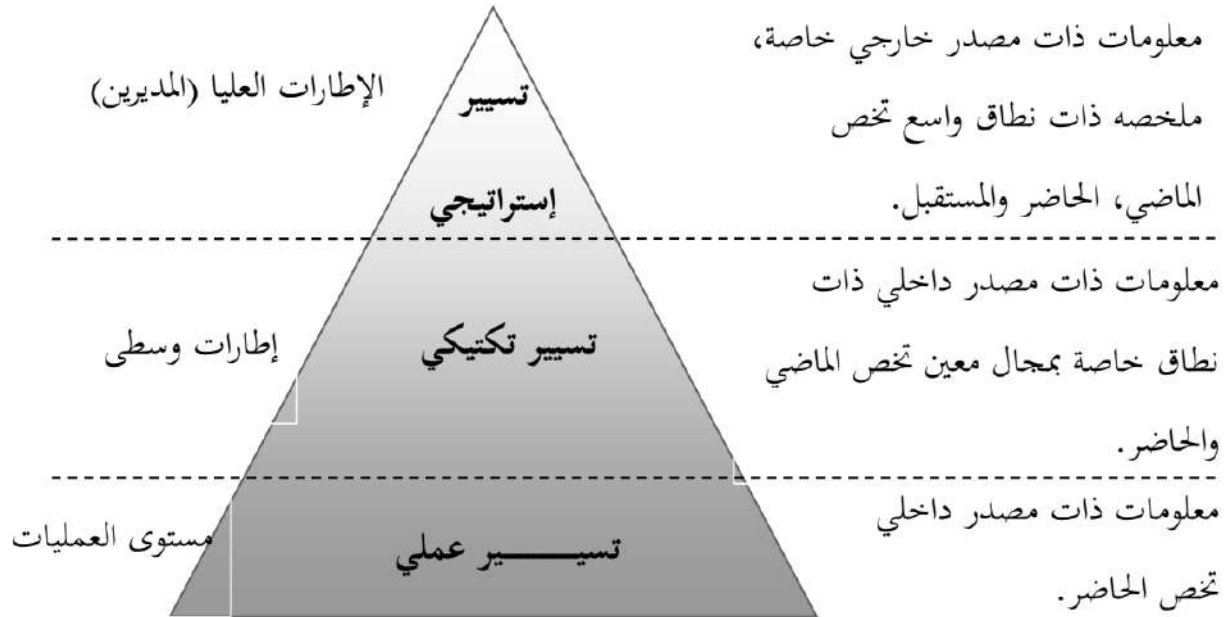 معلومات ذات مصدر خارجي خاصة،
ملخصه ذات نطاق واسع تخص
الماضي، الحاضر والمستقبل.
تسيير
إستراتيجي
الإطارات العليا (المديرين)
معلومات ذات مصدر داخلي ذات
نطاق خاصة بمجال معين تخص الماضي
والحاضر.
تسيير تكتيكي
إطارات وسطى
معلومات ذات مصدر داخلي
تخص الحاضر.
تسيـــــــير عملي
مستوى العمليات